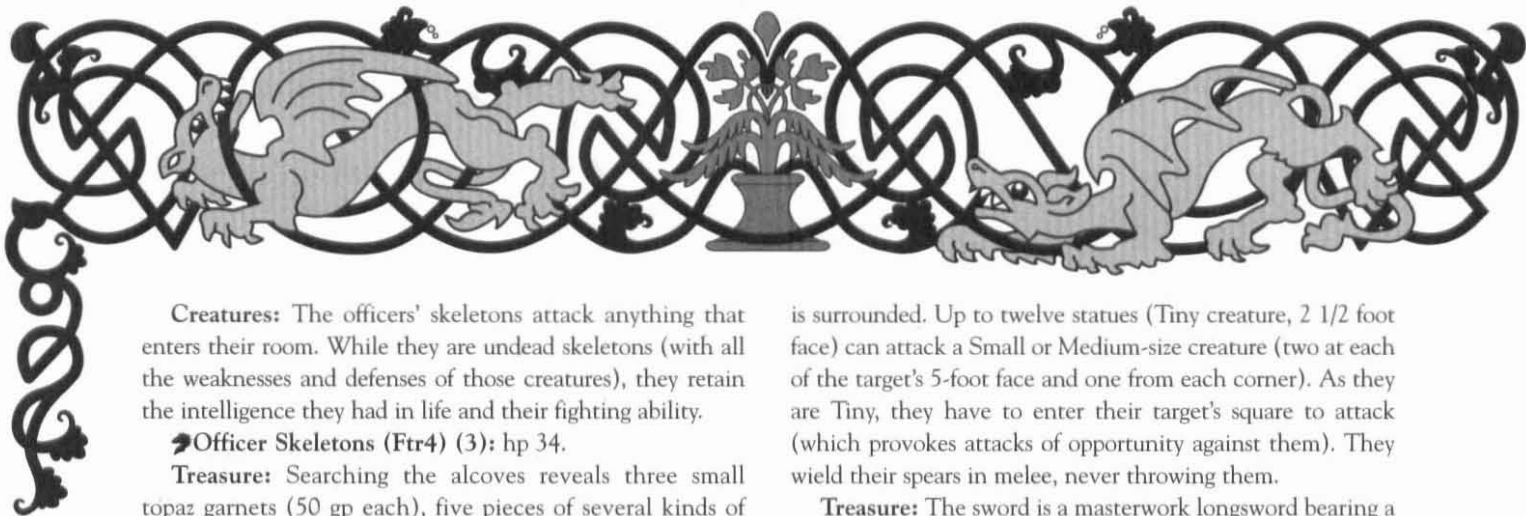 Creatures: The officers' skeletons attack anything that
enters their room. While they are undead skeletons (with all
the weaknesses and defenses of those creatures), they retain
the intelligence they had in life and their fighting ability.
Officer Skeletons (Ftr4) (3): hp 34.
Treasure: Searching the alcoves reveals three small
topaz garnets (50 gp each), five pieces of several kinds of
is surrounded. Up to twelve statues (Tiny creature, 2 1/2 foot
face) can attack a Small or Medium-size creature (two at each
of the target's 5-foot face and one from each corner). As they
are Tiny, they have to enter their target's square to attack
(which provokes attacks of opportunity against them). They
wield their spears in melee, never throwing them.
Treasure: The sword is a masterwork longsword bearing a